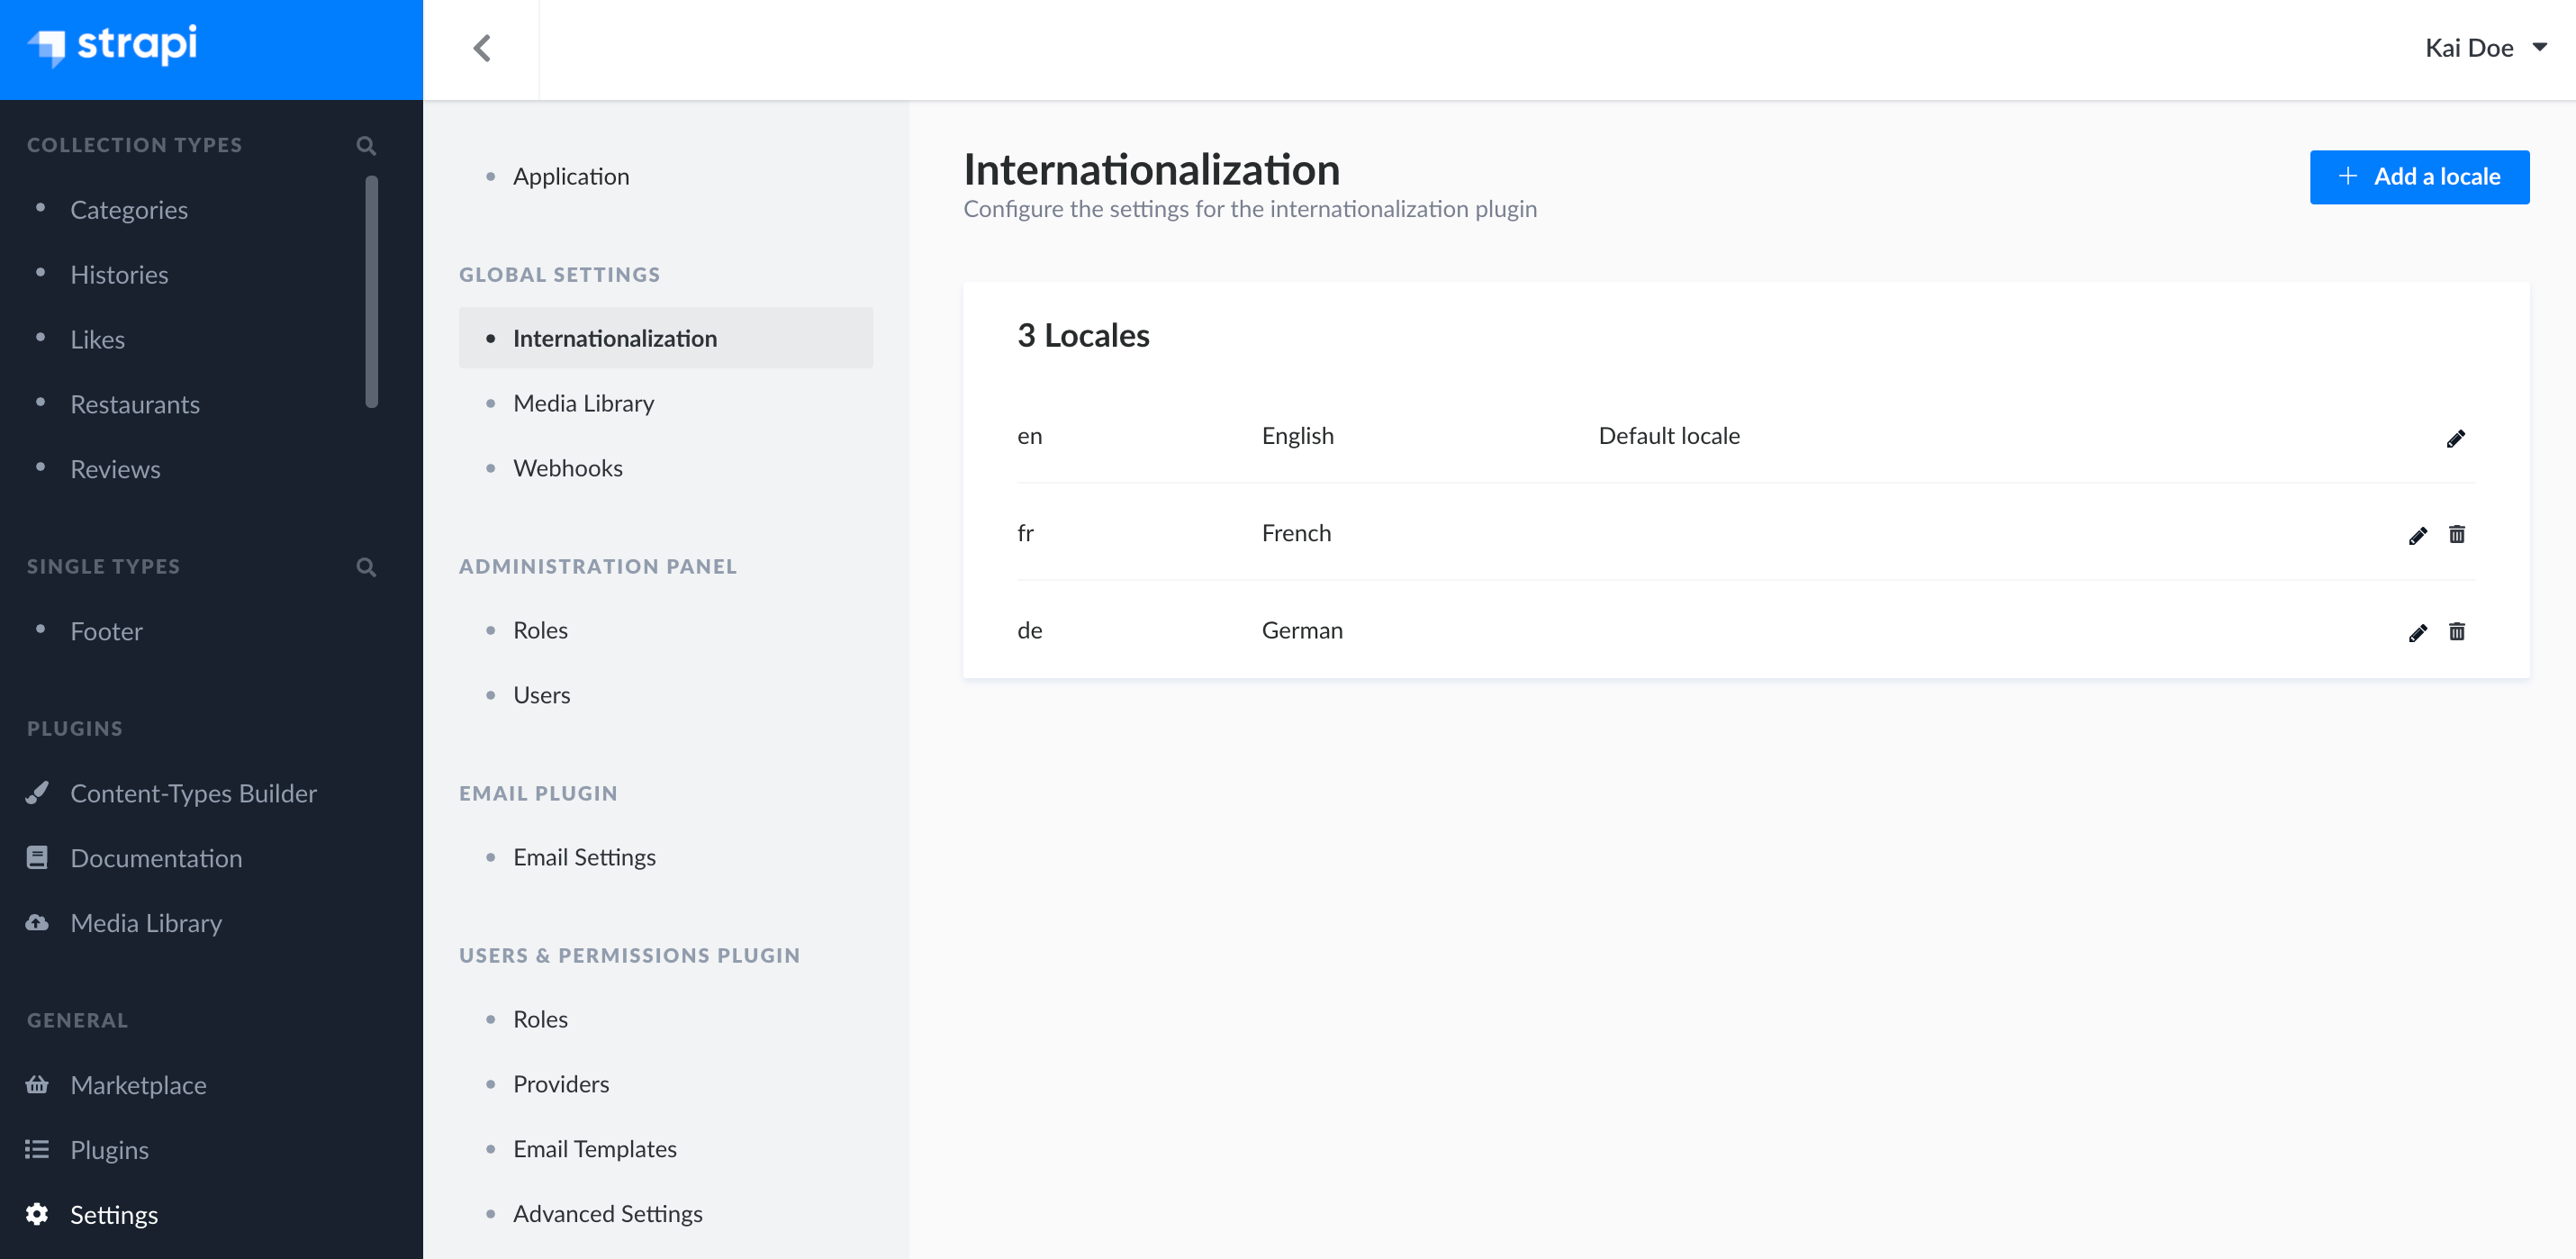 strapi
Kai Doe
COLLECTION TYPES
Categories
Histories
Likes
Restaurants
Reviews
SINGLE TYPES
Footer
PLUGINS
Content-Types Builder
Documentation
Media Library
GENERAL
Marketplace
Plugins
Settings
Application
GLOBAL SETTINGS
Internationalization
Media Library
Webhooks
ADMINISTRATION PANEL
Roles
Users
EMAIL PLUGIN
Email Settings
USERS & PERMISSIONS PLUGIN
Roles
Providers
Email Templates
Advanced Settings
Internationalization
Configure the settings for the internationalization plugin
Add a locale
3 Locales
en English Default locale
fr French
de German